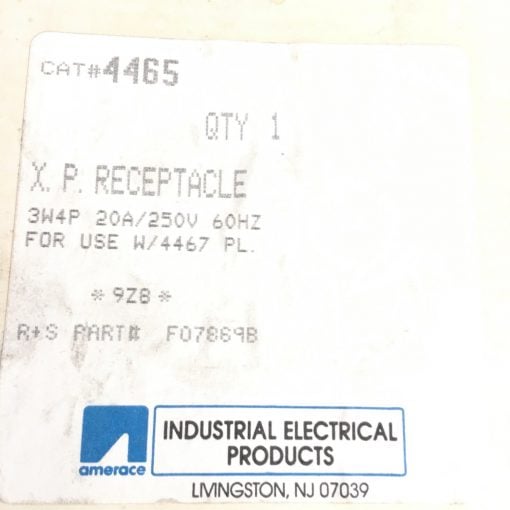 CAT#4465
QTY 1
X. P. RECEPTACLE
3W4P 20A/250V 60HZ
FOR USE W/4467 PL.
*9Z8*
R+S PART# F07869B
amerace
INDUSTRIAL ELECTRICAL
PRODUCTS
LIVINGSTON, NJ 07039